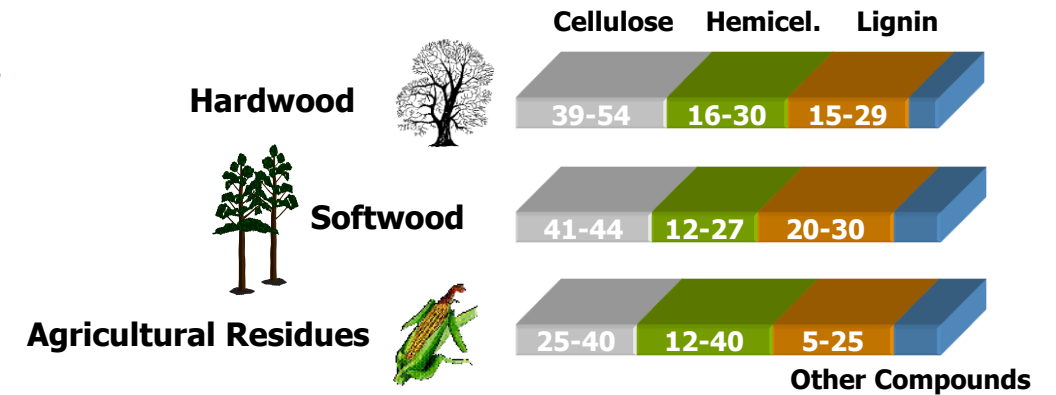 Cellulose Hemicel. Lignin
Hardwood 39-54 16-30 15-29
Softwood 41-44 12-27 20-30
Agricultural Residues 25-40 12-40 5-25
Other Compounds